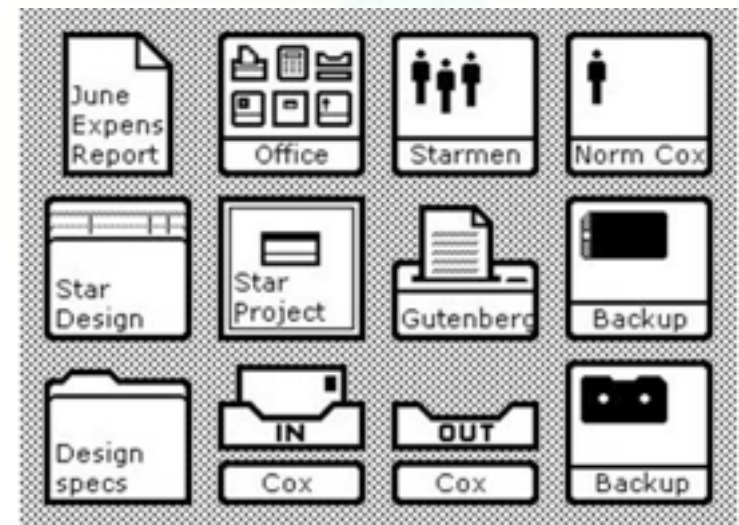 June
Expens
Report
Office
Starmen
Norm Cox
Star
Design
Star
Project
Gutenberg
Backup
Design
specs
IN
Cox
OUT
Cox
Backup